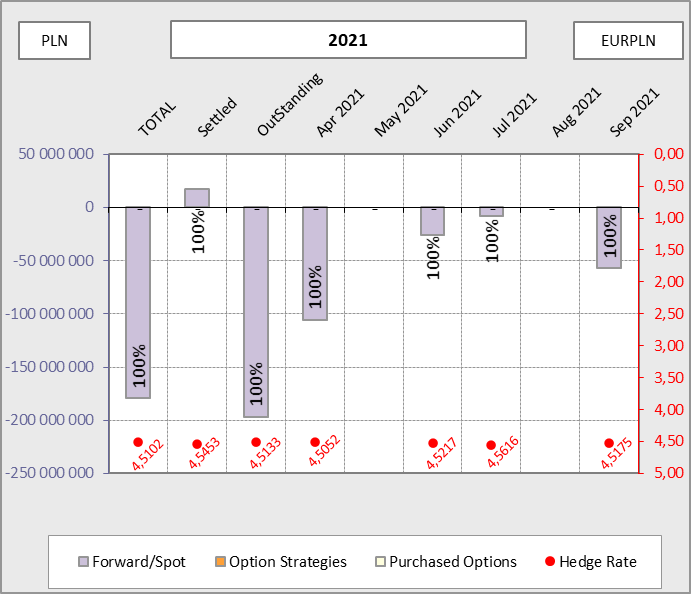 PLN
2021
EURPLN
TOTAL
Settled
OutStanding
Apr 2021
May 2021
Jun 2021
Jul 2021
Aug 2021
Sep 2021
50 000 000
0
-50 000 000
-100 000 000
-150 000 000
-200 000 000
-250 000 000
0,00
0,50
1,00
1,50
2,00
2,50
3,00
3,50
4,00
4,50
5,00
100%
100%
100%
100%
100%
100%
100%
4,5102
4,5453
4,5133
4,5052
4,5217
4,5616
4,5175
Forward/Spot
Option Strategies
Purchased Options
Hedge Rate